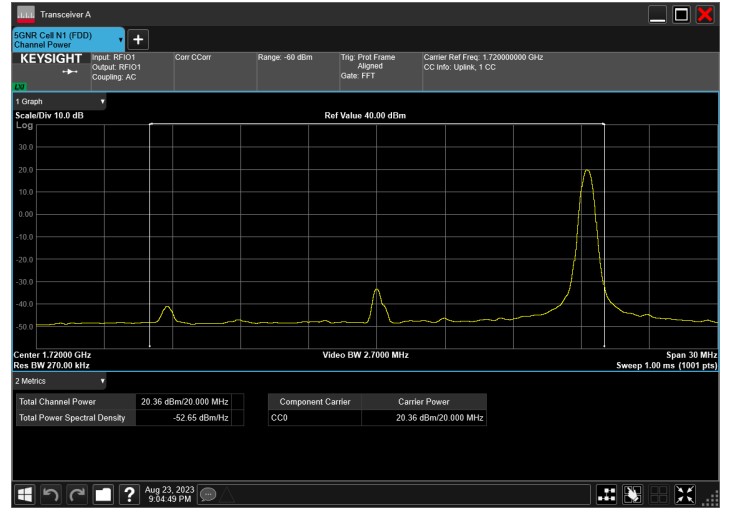 Transceiver A
5GNR Cell N1 (FDD)
Channel Power
KEYSIGHT
LXI
Input: RFIO1
Output: RFIO1
Coupling: AC
Corr CCorr
Range: -60 dBm
Trig: Prot Frame
Aligned
Gate: FFT
Carrier Ref Freq: 1.720000000 GHz
CC Info: Uplink, 1 CC
1 Graph
Scale/Div 10.0 dB
Ref Value 40.00 dBm
Log
30.0
20.0
10.0
0.00
-10.0
-20.0
-30.0
-40.0
-50.0
Center 1.72000 GHz
Video BW 2.7000 MHz
Span 30 MHz
Res BW 270.00 kHz
Sweep 1.00 ms (1001 pts)
2 Metrics
Total Channel Power 20.36 dBm/20.000 MHz
Total Power Spectral Density -52.65 dBm/Hz
Component Carrier Carrier Power
CC0 20.36 dBm/20.000 MHz
Aug 23, 2023
9:04:49 PM